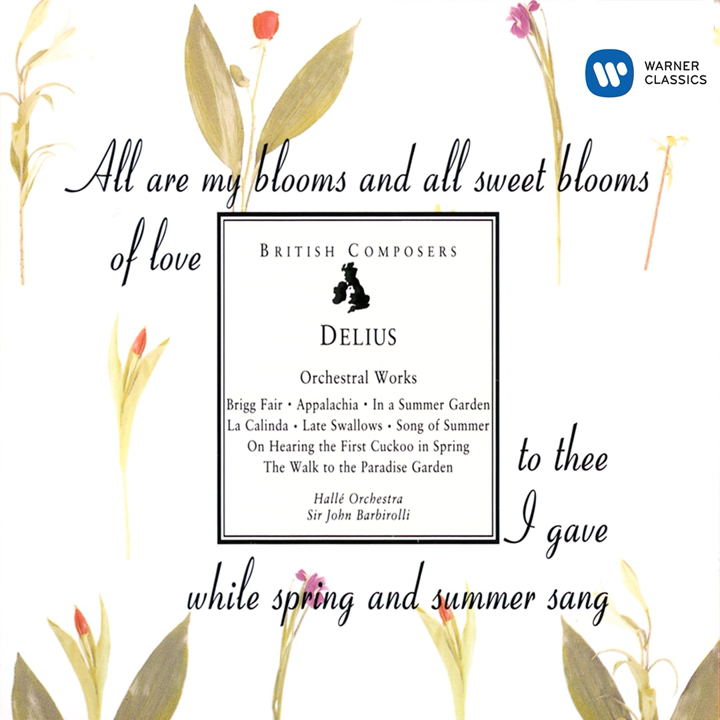 WARNER
CLASSICS
All are my blooms and all sweet blooms
of love
BRITISH COMPOSERS
DELIUS
Orchestral Works
Brigg Fair • Appalachia • In a Summer Garden
La Calinda • Late Swallows • Song of Summer
On Hearing the First Cuckoo in Spring
The Walk to the Paradise Garden
Hallé Orchestra
Sir John Barbirolli
to thee
I gave
while spring and summer sang